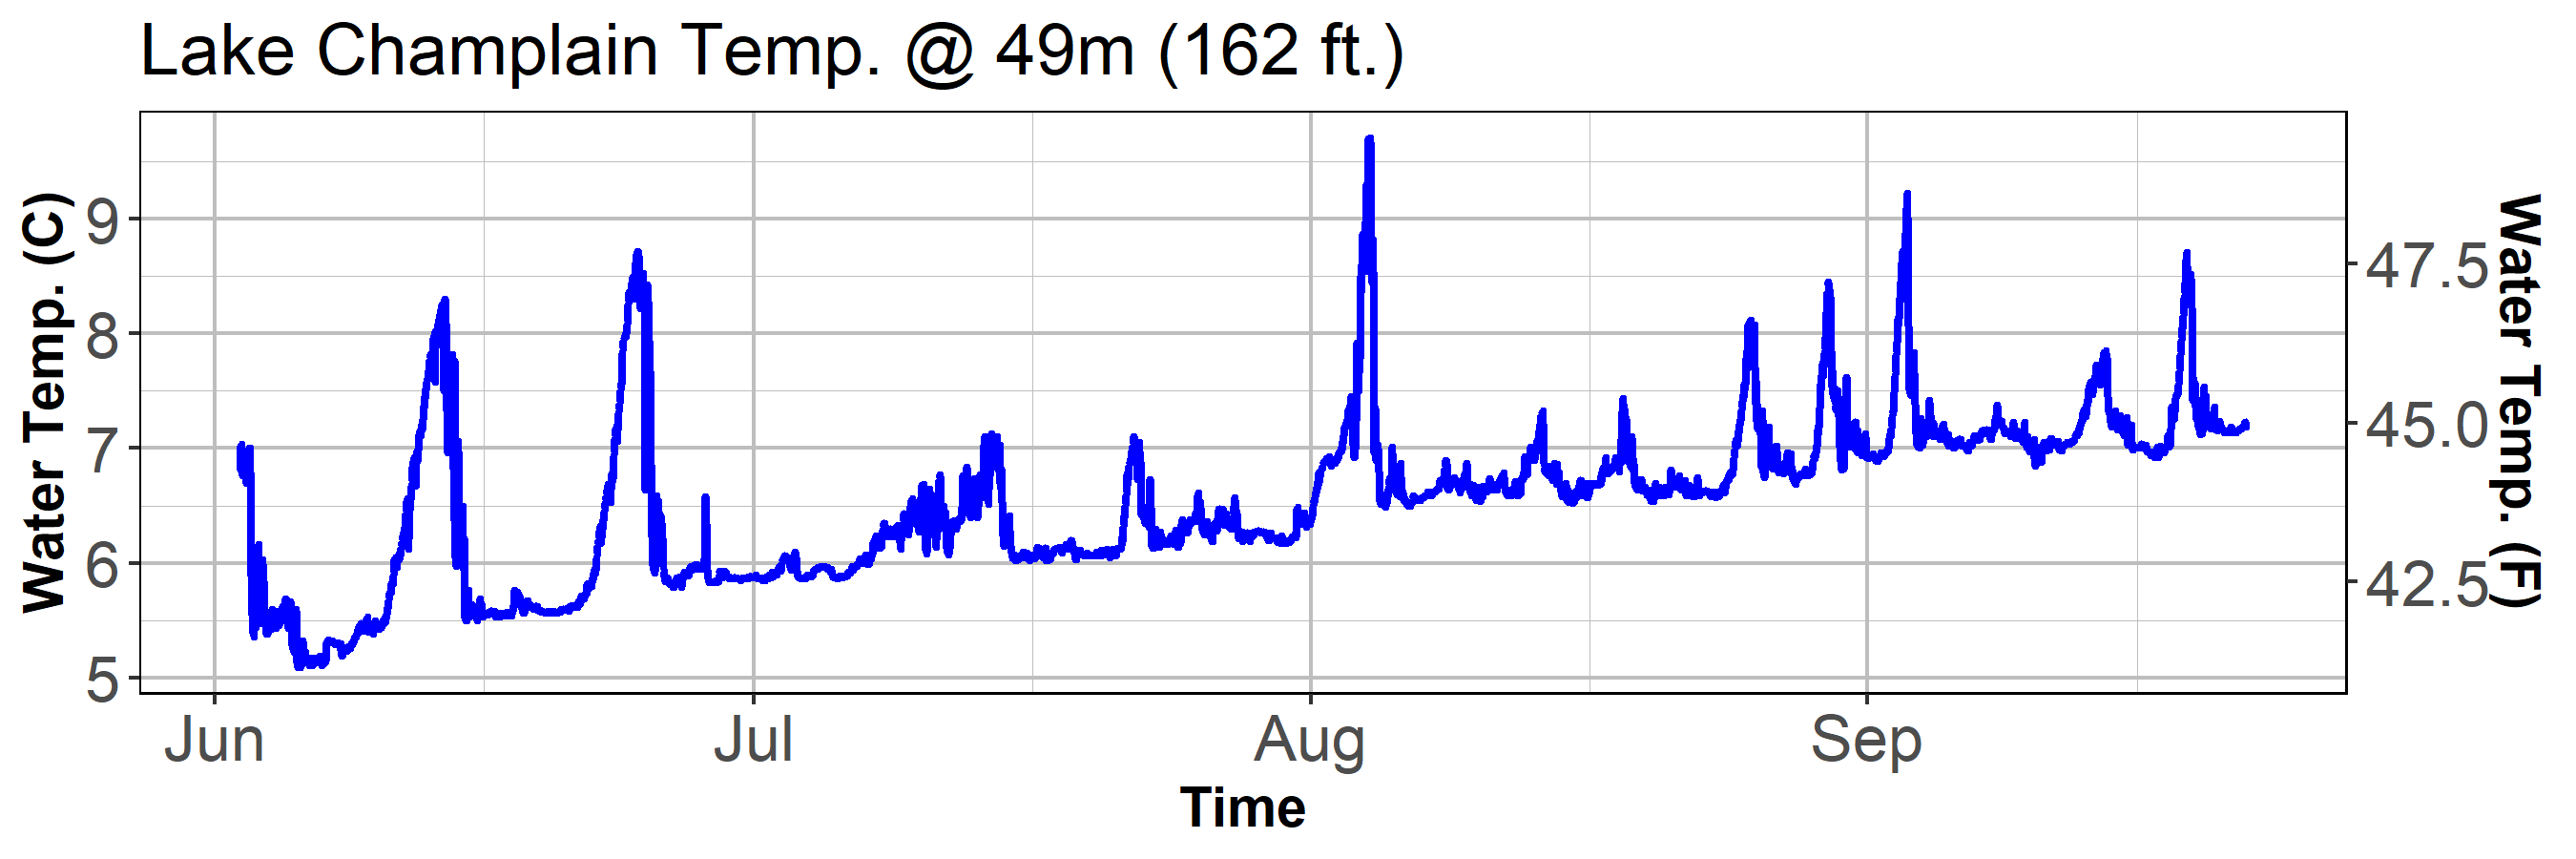 Lake Champlain Temp. @ 49m (162 ft.)
Water Temp. (C)
9
8
7
6
5
47.5
45.0
42.5
Water Temp. (F)
Jun Jul Aug Sep
Time